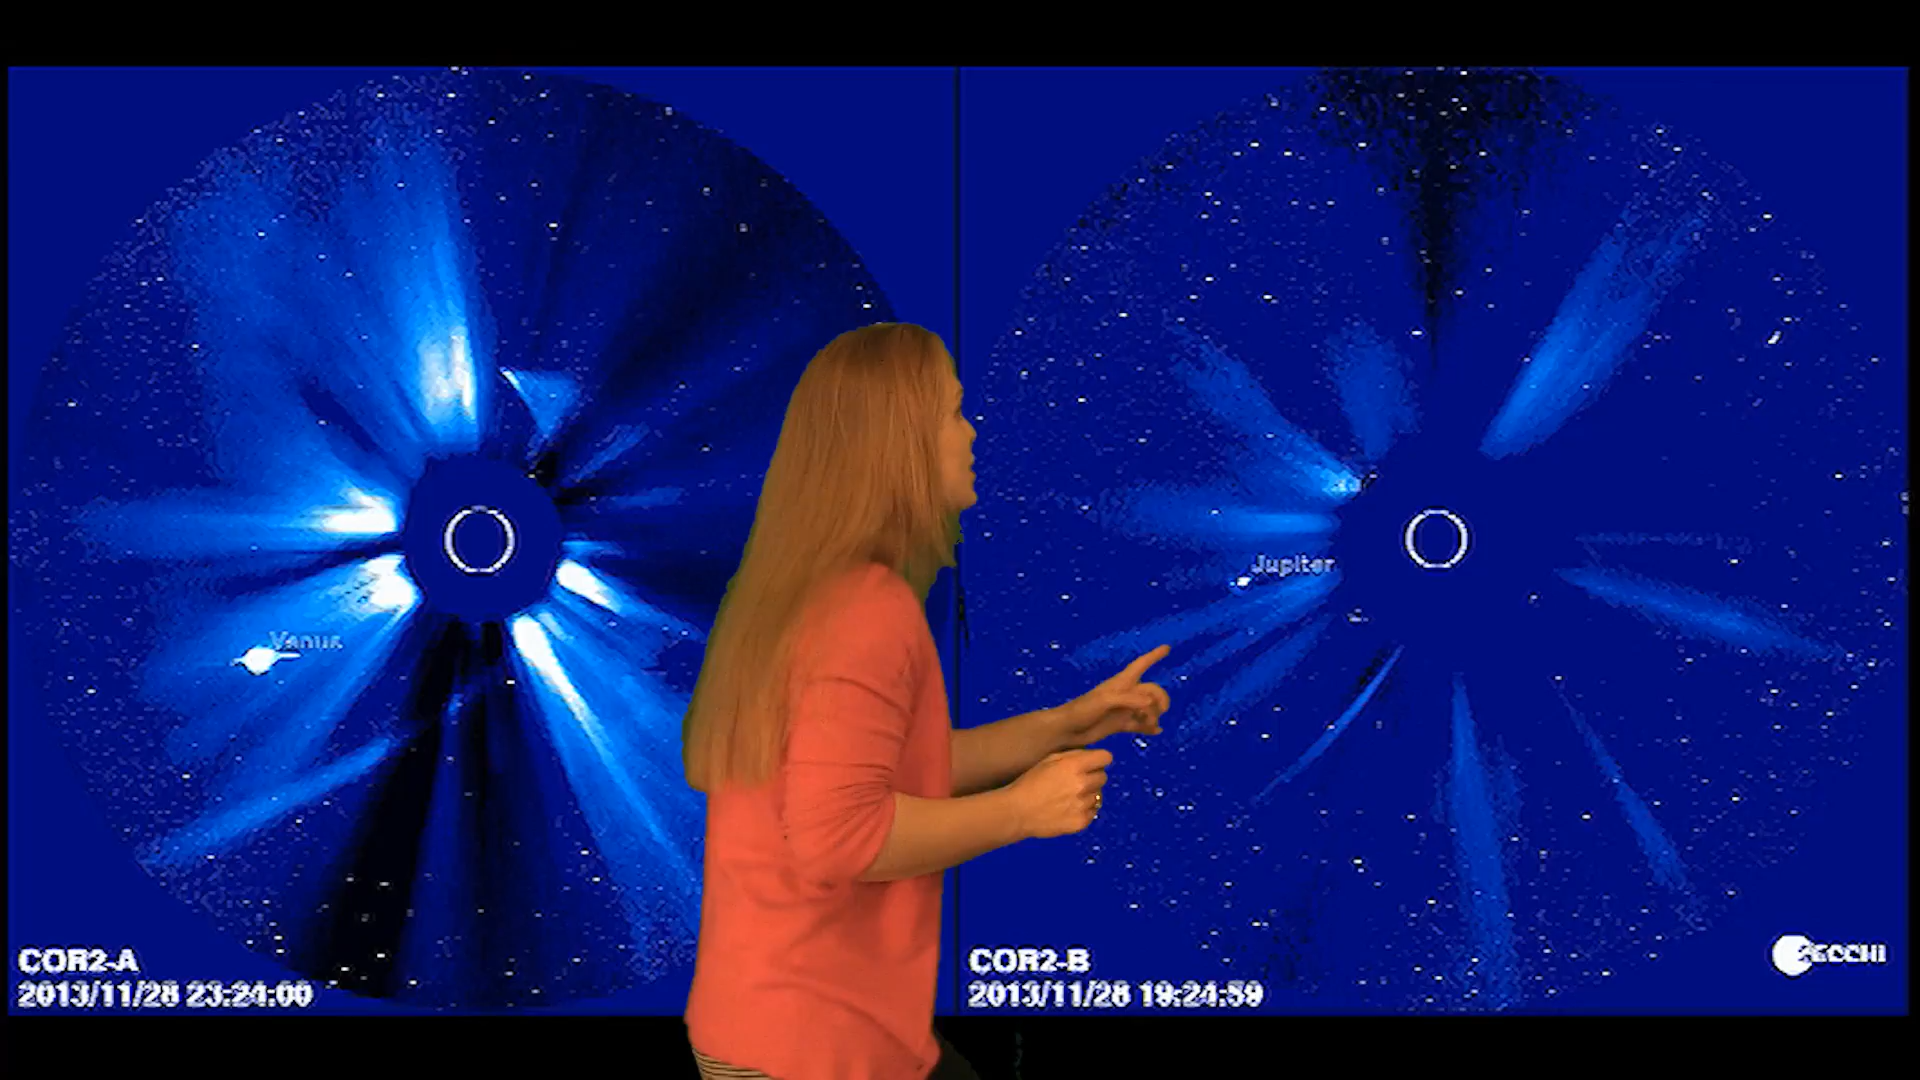 Venus
Jupiter
COR2-A
2013/11/28 23:24:00
COR2-B
2013/11/28 19:24:59
SECCHI